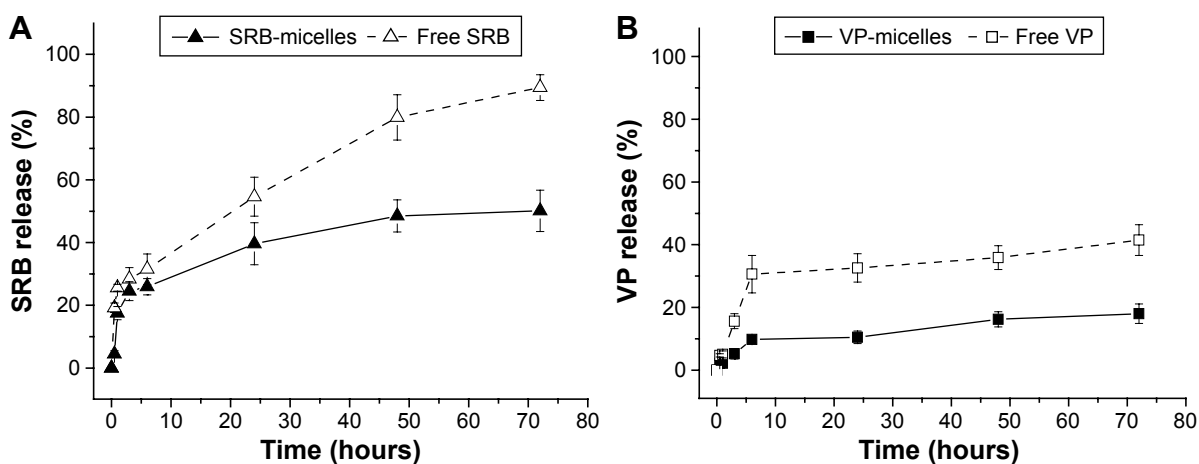 A
SRB-micelles
Free SRB
SRB release (%)
100
80
60
40
20
0
0 10 20 30 40 50 60 70 80
Time (hours)
B
VP-micelles
Free VP
VP release (%)
100
80
60
40
20
0
0 10 20 30 40 50 60 70 80
Time (hours)